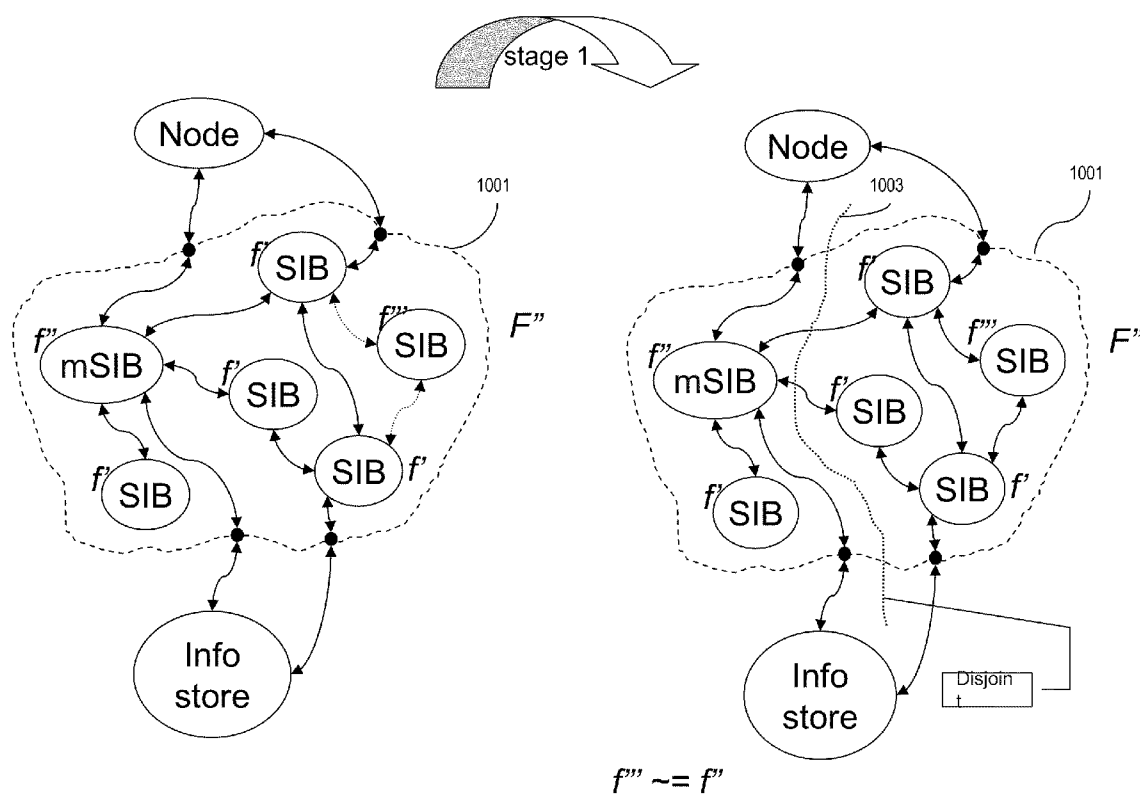 stage 1
Node
1001
f'
SIB
f'''
SIB
F"
f"
mSIB
f'
SIB
f'
SIB
SIB
f'
Info
store
Node
1003
1001
f'
SIB
f''''
SIB
F"
f"
mSIB
f'
SIB
f'
SIB
SIB
f'
Info
store
Disjoin
t
f''' ~= f"